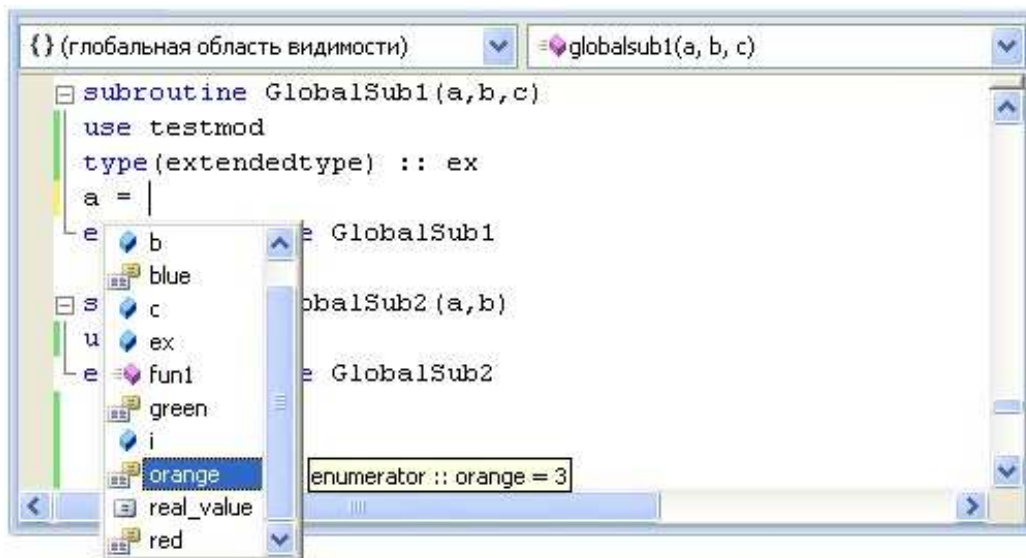 {} (глобальная область видимости) globalsub1(a, b, c)
subroutine GlobalSub1(a,b,c)
use testmod
type(extendedtype) :: ex
a =
e e GlobalSub1
b
blue
s obalSub2(a,b)
c
u ex
e e GlobalSub2
fun1
green
i
orange enumerator :: orange = 3
real_value
red